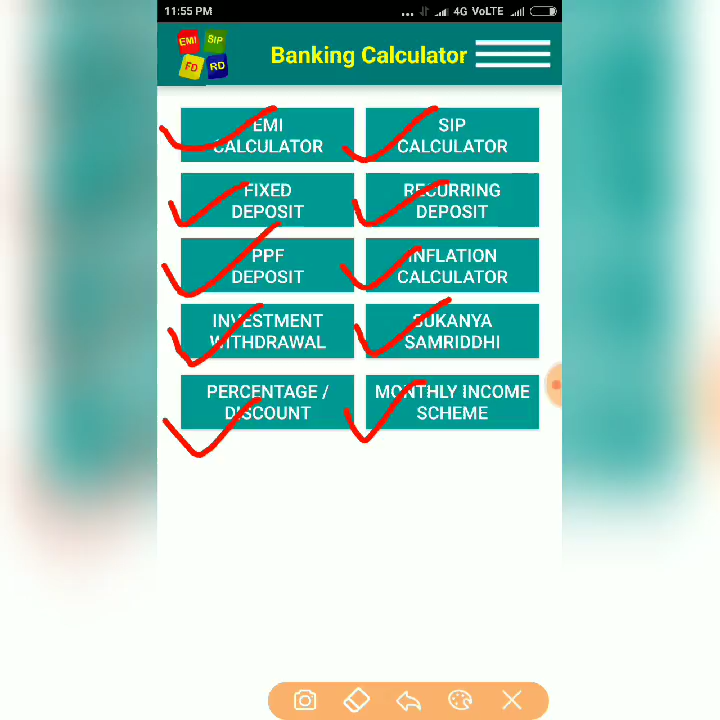 11:55 PM
... 4G VoLTE
EMI SIP
FD RD
Banking Calculator
EMI
CALCULATOR
SIP
CALCULATOR
FIXED
DEPOSIT
RECURRING
DEPOSIT
PPF
DEPOSIT
INFLATION
CALCULATOR
INVESTMENT
WITHDRAWAL
SUKANYA
SAMRIDDHI
PERCENTAGE /
DISCOUNT
MONTHLY INCOME
SCHEME